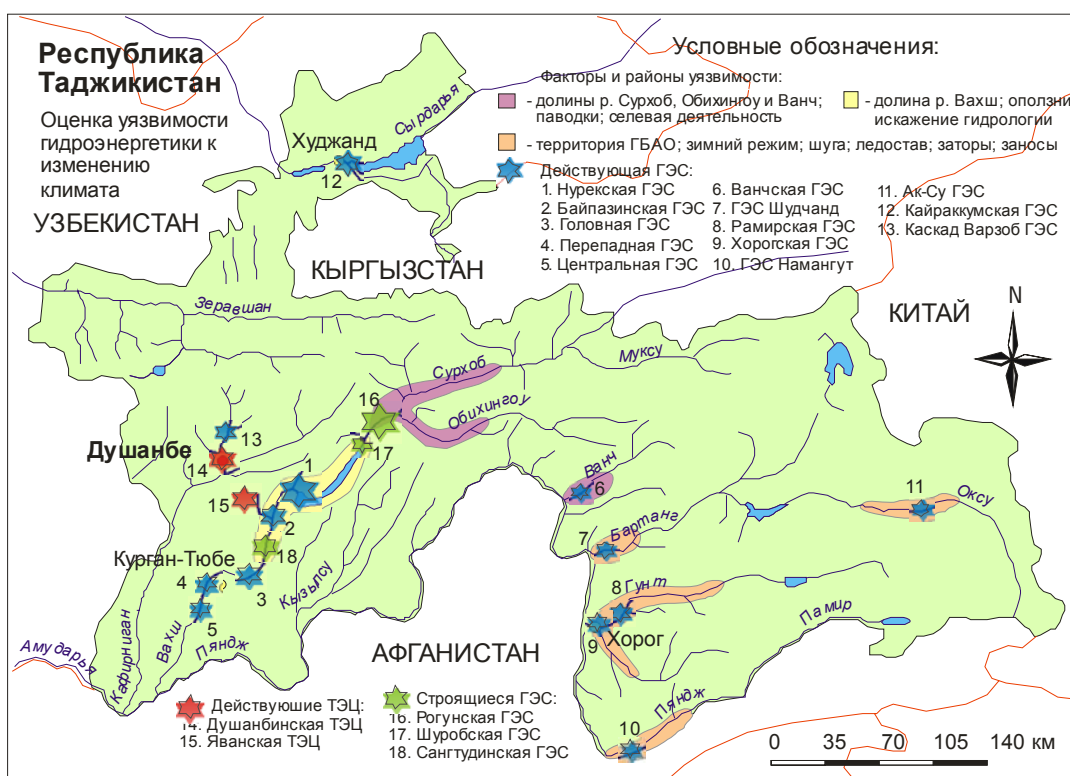 Республика
Таджикистан
Оценка уязвимости
гидроэнергетики к
изменению
климата
Условные обозначения:
Факторы и районы уязвимости:
- долины р. Сурхоб, Обихингоу и Ванч;
паводки; селевая деятельность
- долина р. Вахш; оползни
искажение гидрологии
- территория ГБАО; зимний режим; шуга; ледостав; заторы; заносы
Действующая ГЭС:
1. Нурекская ГЭС
2. Байпазинская ГЭС
3. Головная ГЭС
4. Перепадная ГЭС
5. Центральная ГЭС
6. Ванчская ГЭС
7. ГЭС Шудчанд
8. Рамирская ГЭС
9. Хорогская ГЭС
10. ГЭС Намангут
11. Ак-Су ГЭС
12. Кайраккумская ГЭС
13. Каскад Варзоб ГЭС
Худжанд
Сырдарья
12
УЗБЕКИСТАН
КЫРГЫЗСТАН
КИТАЙ
N
Зеравшан
Муксу
Сурхоб
Обихингоу
16
17
13
Душанбе
14
15
1
2
18
Курган-Тюбе
4
3
5
Кызылсу
Вахш
Пяндж
Кафирниган
Амударья
АФГАНИСТАН
Ванч
6
Бартанг
7
11
Оксу
8
Гунт
9
Хорог
Памир
Пяндж
10
Действуюшие ТЭЦ:
14. Душанбинская ТЭЦ
15. Яванская ТЭЦ
Строящиеся ГЭС:
16. Рогунская ГЭС
17. Шуробская ГЭС
18. Сангтудинская ГЭС
0 35 70 105 140 км